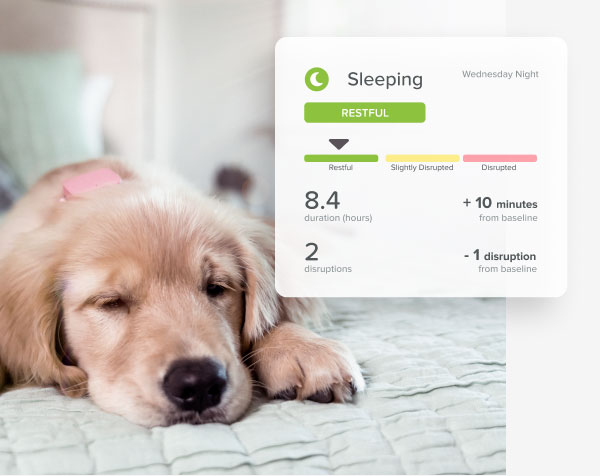 Sleeping
Wednesday Night
RESTFUL
Restful
Slightly Disrupted
Disrupted
8.4
duration (hours)
+ 10 minutes
from baseline
2
disruptions
- 1 disruption
from baseline